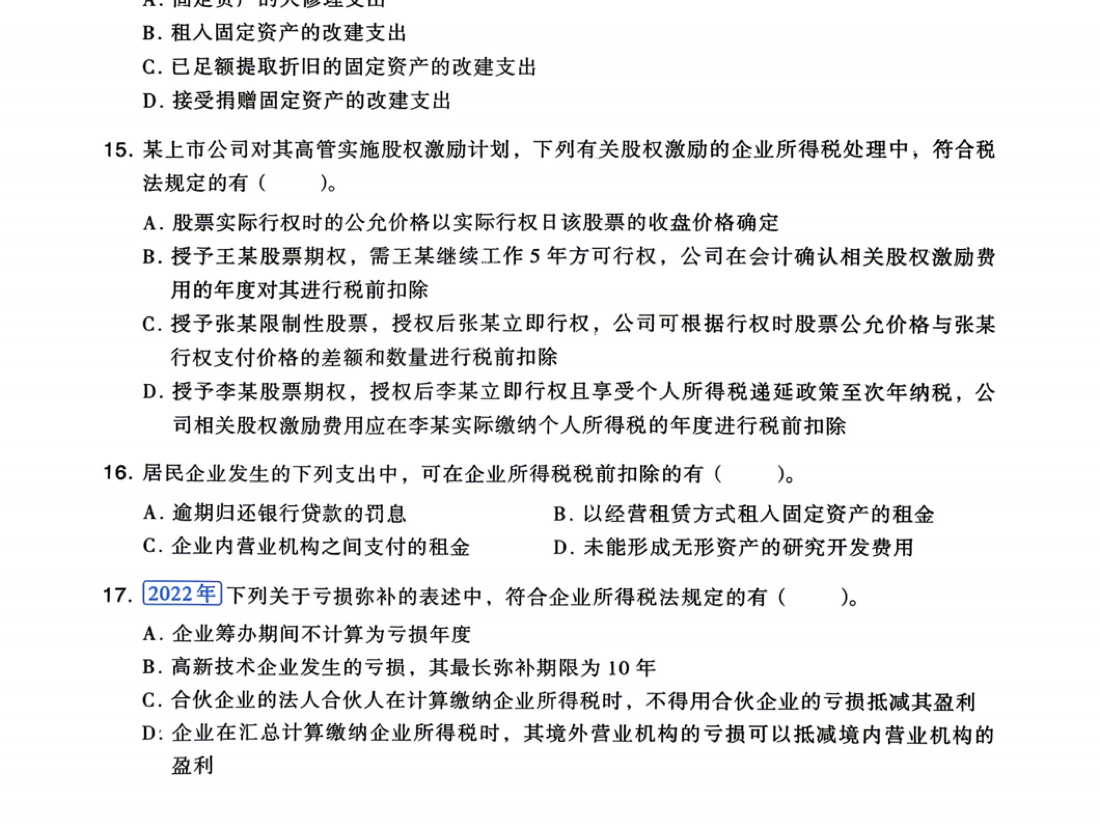 A. 固定资产的大修理支出
B. 租入固定资产的改建支出
C. 已足额提取折旧的固定资产的改建支出
D. 接受捐赠固定资产的改建支出
15. 某上市公司对其高管实施股权激励计划，下列有关股权激励的企业所得税处理中，符合税
法规定的有（　　）。
A. 股票实际行权时的公允价格以实际行权日该股票的收盘价格确定
B. 授予王某股票期权，需王某继续工作 5 年方可行权，公司在会计确认相关股权激励费
用的年度对其进行税前扣除
C. 授予张某限制性股票，授权后张某立即行权，公司可根据行权时股票公允价格与张某
行权支付价格的差额和数量进行税前扣除
D. 授予李某股票期权，授权后李某立即行权且享受个人所得税递延政策至次年纳税，公
司相关股权激励费用应在李某实际缴纳个人所得税的年度进行税前扣除
16. 居民企业发生的下列支出中，可在企业所得税税前扣除的有（　　）。
A. 逾期归还银行贷款的罚息　　B. 以经营租赁方式租入固定资产的租金
C. 企业内营业机构之间支付的租金　　D. 未能形成无形资产的研究开发费用
17. 2022 年 下列关于亏损弥补的表述中，符合企业所得税法规定的有（　　）。
A. 企业筹办期间不计算为亏损年度
B. 高新技术企业发生的亏损，其最长弥补期限为 10 年
C. 合伙企业的法人合伙人在计算缴纳企业所得税时，不得用合伙企业的亏损抵减其盈利
D. 企业在汇总计算缴纳企业所得税时，其境外营业机构的亏损可以抵减境内营业机构的
盈利